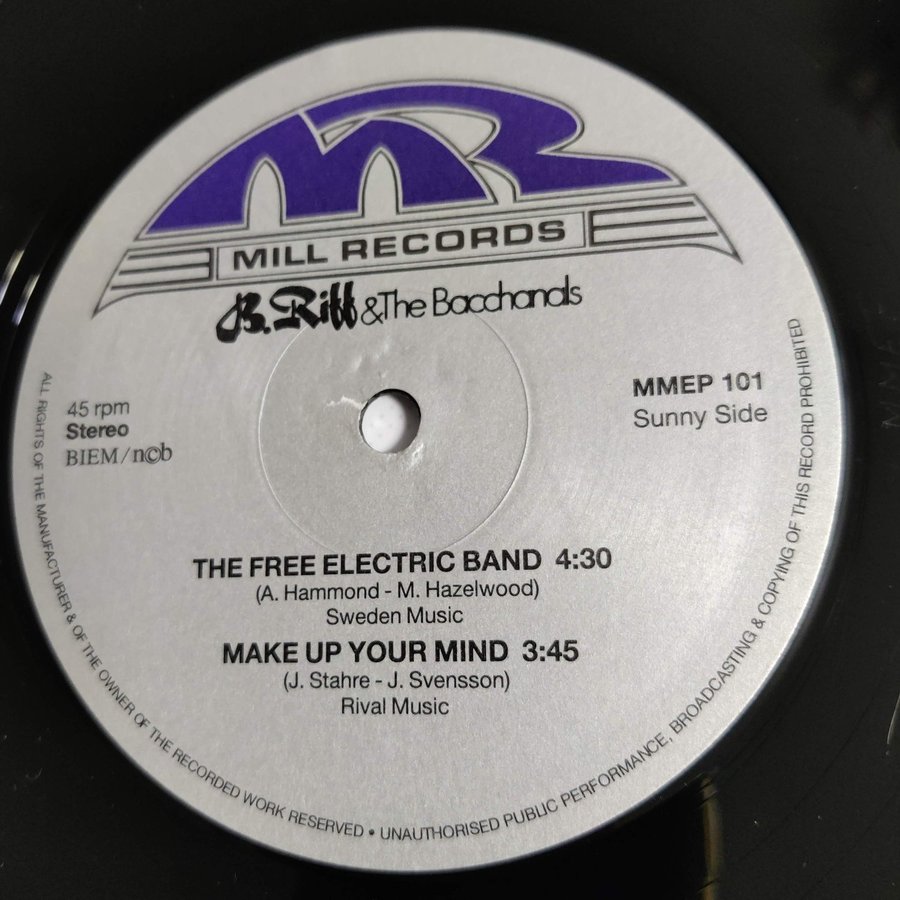 MR
MILL RECORDS
B. Riff & The Bacchanals
45 rpm
Stereo
BIEM/n©b
MMEP 101
Sunny Side
THE FREE ELECTRIC BAND 4:30
(A. Hammond - M. Hazelwood)
Sweden Music
MAKE UP YOUR MIND 3:45
(J. Stahre - J. Svensson)
Rival Music
ALL RIGHTS OF THE MANUFACTURER & OF THE OWNER OF THE RECORDED WORK RESERVED • UNAUTHORISED PUBLIC PERFORMANCE, BROADCASTING & COPYING OF THIS RECORD PROHIBITED